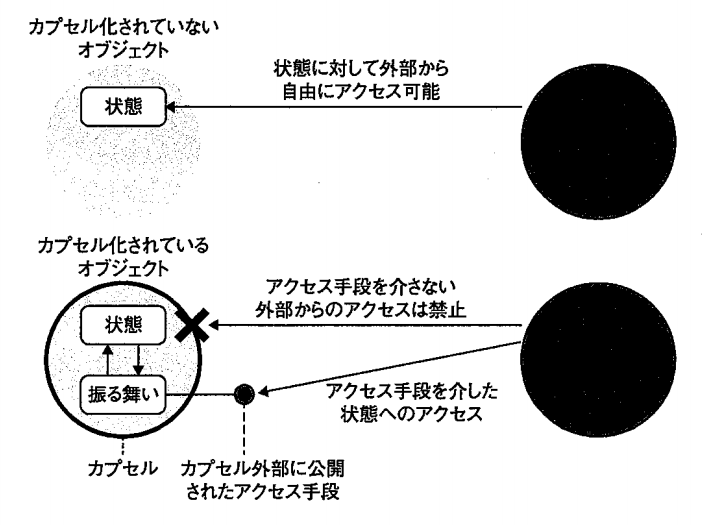 カプセル化されていない
オブジェクト
状態に対して外部から
自由にアクセス可能
状態
カプセル化されている
オブジェクト
アクセス手段を介さない
外部からのアクセスは禁止
状態
振る舞い
アクセス手段を介した
状態へのアクセス
カプセル
カプセル外部に公開
されたアクセス手段